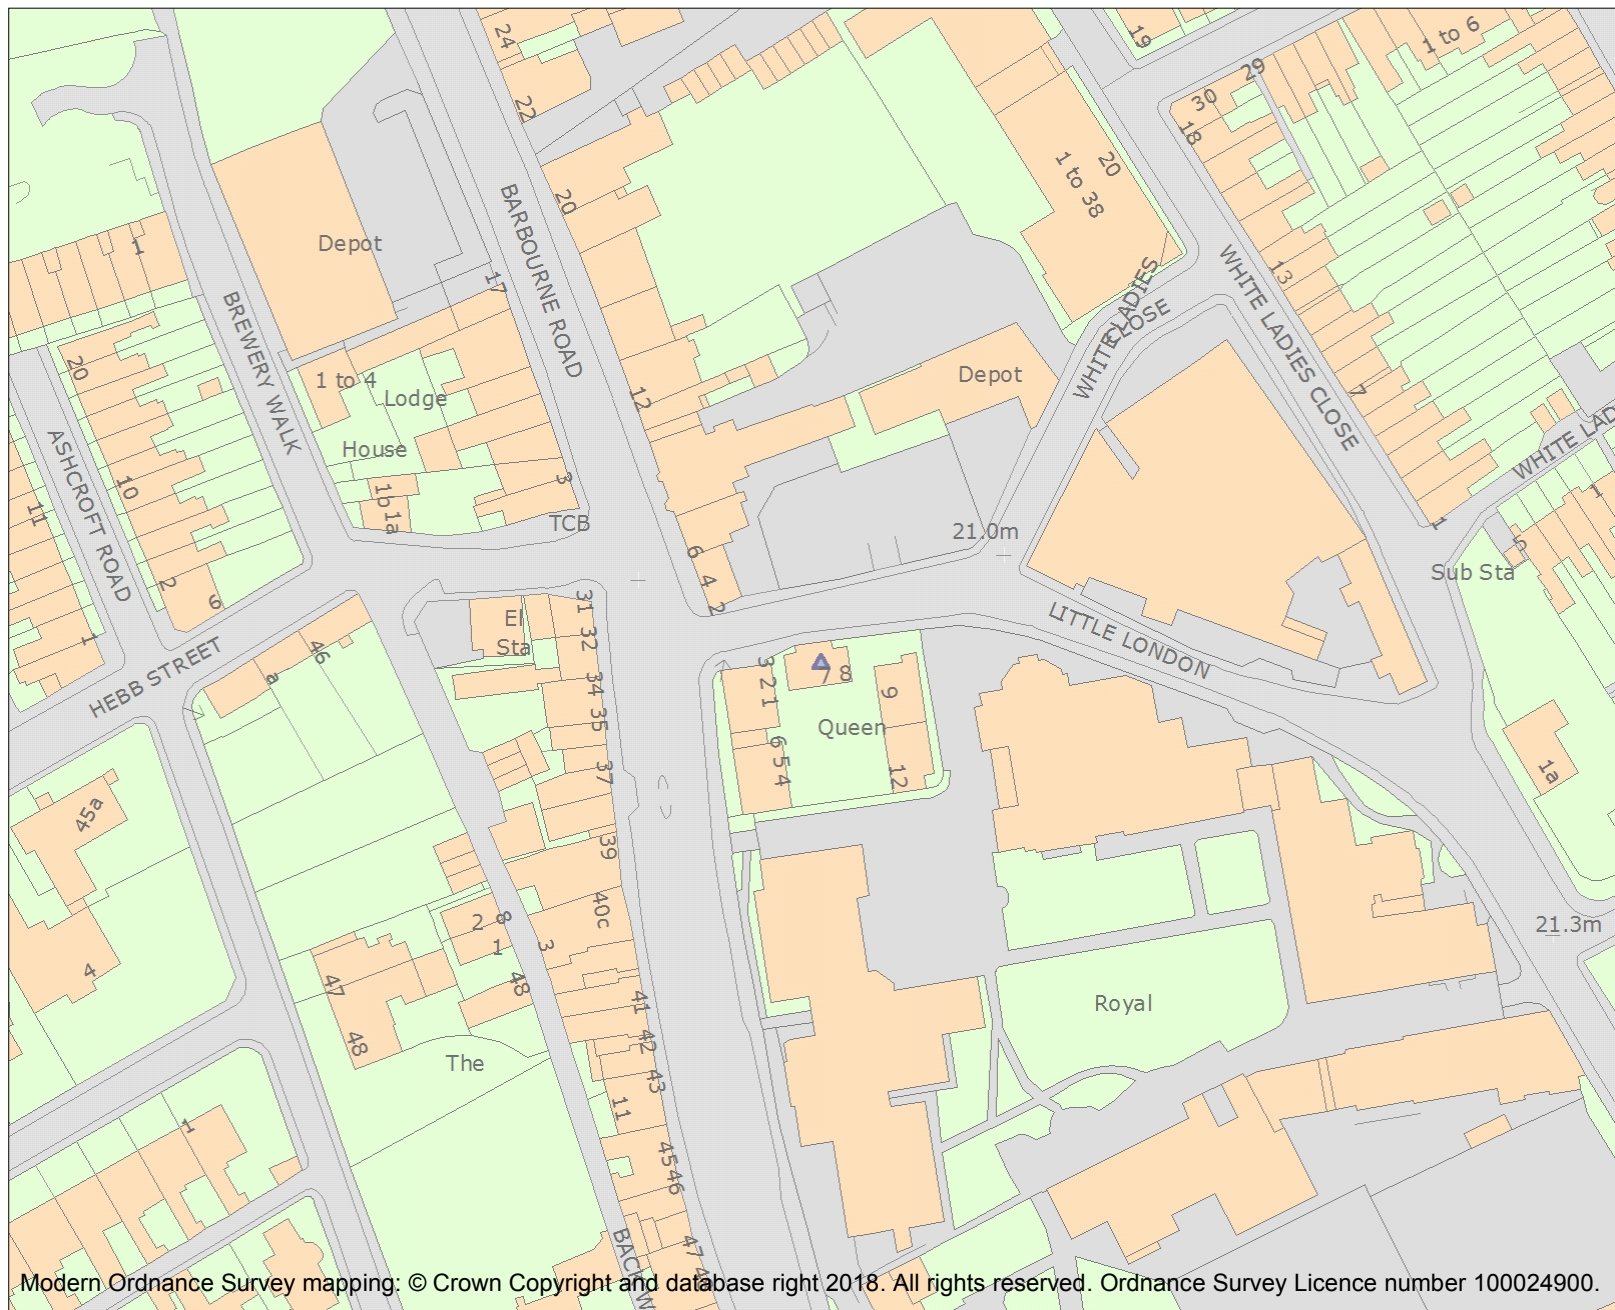 24
22
19
1 to 6
29
30
18
20
1 to 38
20
BARBOURNE ROAD
Depot
1
17
BREWERY WALK
WHITE LADIES
CLOSE
WHITE LADIES CLOSE
13
7
20
1 to 4
Lodge
House
12
Depot
WHITE LAD
1
ASHCROFT ROAD
10
11
1b
1a
3
TCB
21.0m
1
5
Sub Sta
6
4
2
2
6
1
HEBB STREET
46
a
El
Sta
31
32
34
35
37
39
40c
LITTLE LONDON
3
2
1
6
5
4
7
8
9
12
Queen
1a
45a
4
2
8
1
3
48
47
48
The
41
42
43
11
45
46
47
Royal
21.3m
1
BACK W
Modern Ordnance Survey mapping: © Crown Copyright and database right 2018. All rights reserved. Ordnance Survey Licence number 100024900.